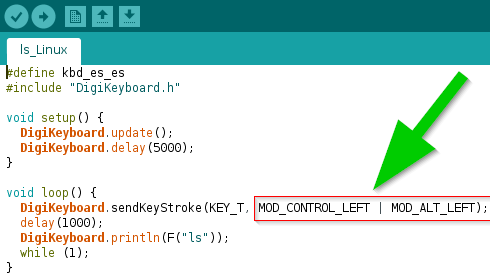 ls_Linux
#define kbd_es_es
#include "DigiKeyboard.h"
void setup() {
DigiKeyboard.update();
DigiKeyboard.delay(5000);
}
void loop() {
DigiKeyboard.sendKeyStroke(KEY_T, MOD_CONTROL_LEFT | MOD_ALT_LEFT);
delay(1000);
DigiKeyboard.println(F("ls"));
while (1);
}